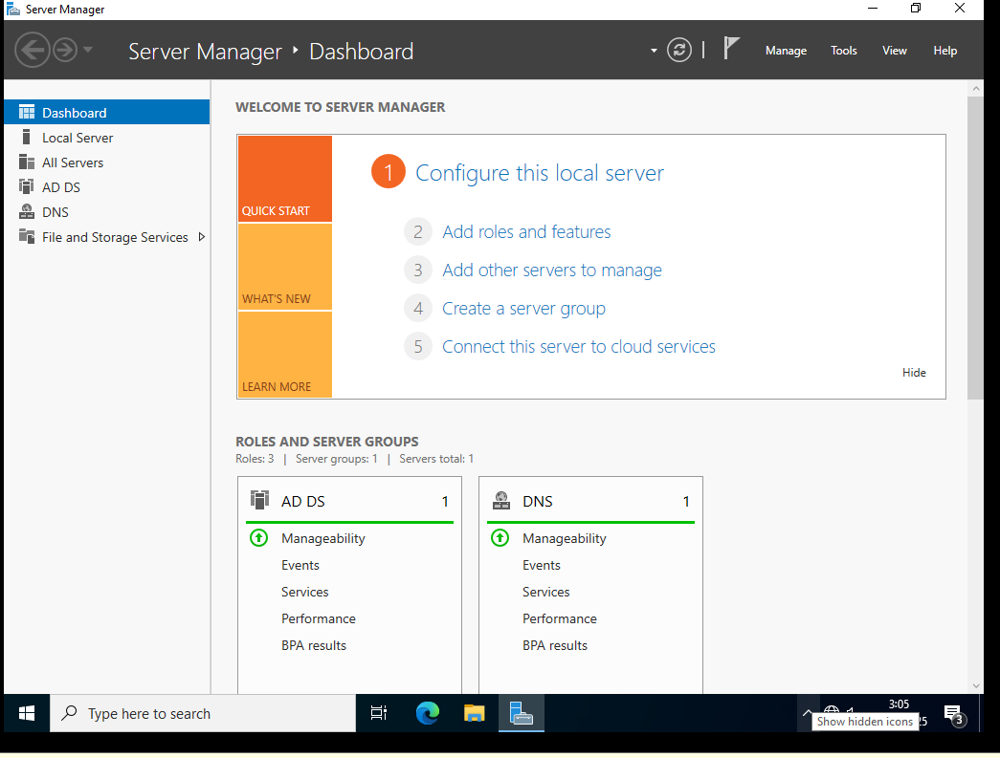 Server Manager
Server Manager ‣ Dashboard
Manage Tools View Help
Dashboard
Local Server
All Servers
AD DS
DNS
File and Storage Services
WELCOME TO SERVER MANAGER
QUICK START
WHAT'S NEW
LEARN MORE
1 Configure this local server
2 Add roles and features
3 Add other servers to manage
4 Create a server group
5 Connect this server to cloud services
Hide
ROLES AND SERVER GROUPS
Roles: 3 | Server groups: 1 | Servers total: 1
AD DS 1
Manageability
Events
Services
Performance
BPA results
DNS 1
Manageability
Events
Services
Performance
BPA results
Type here to search
3:05
Show hidden icons
3